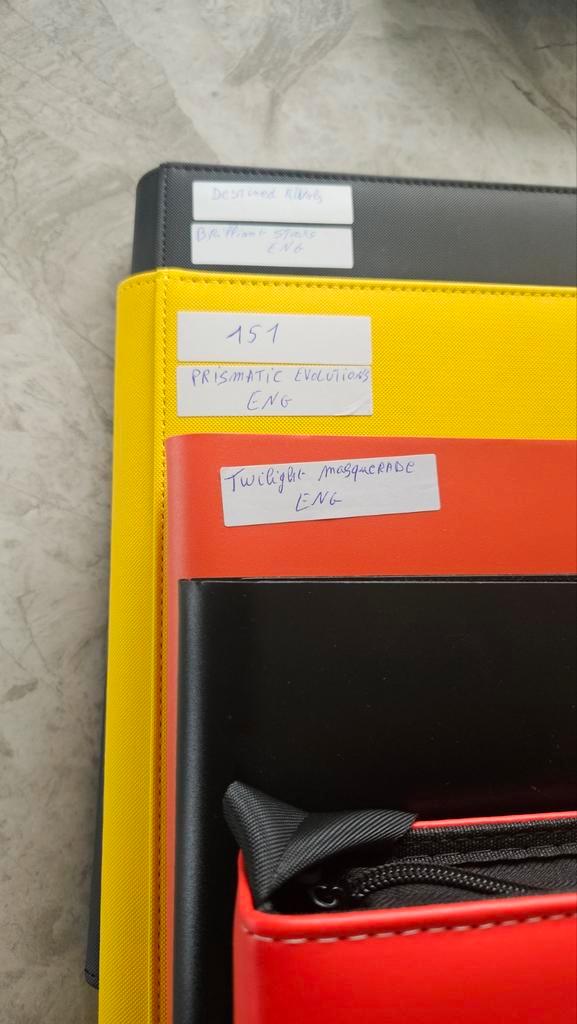 Destined Rivals
Brilliant Stars
ENG
151
PRISMATIC EVOLUTIONS
ENG
Twilight MASQUERADE
ENG